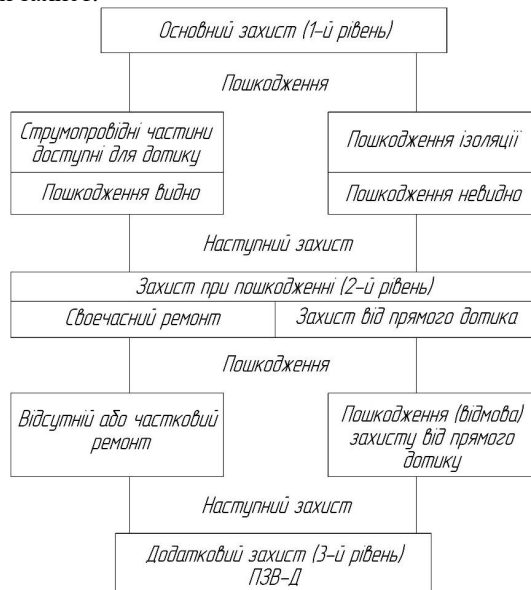 Основний захист (1-й рівень)
Пошкодження
Струмопровідні частини
доступні для дотику
Пошкодження видно
Пошкодження ізоляції
Пошкодження невидно
Наступний захист
Захист при пошкодженні (2-й рівень)
Своечасний ремонт
Захист від прямого дотика
Пошкодження
Відсутній або частковий
ремонт
Пошкодження (відмова)
захисту від прямого
дотику
Наступний захист
Додатковий захист (3-й рівень)
ПЗВ-Д